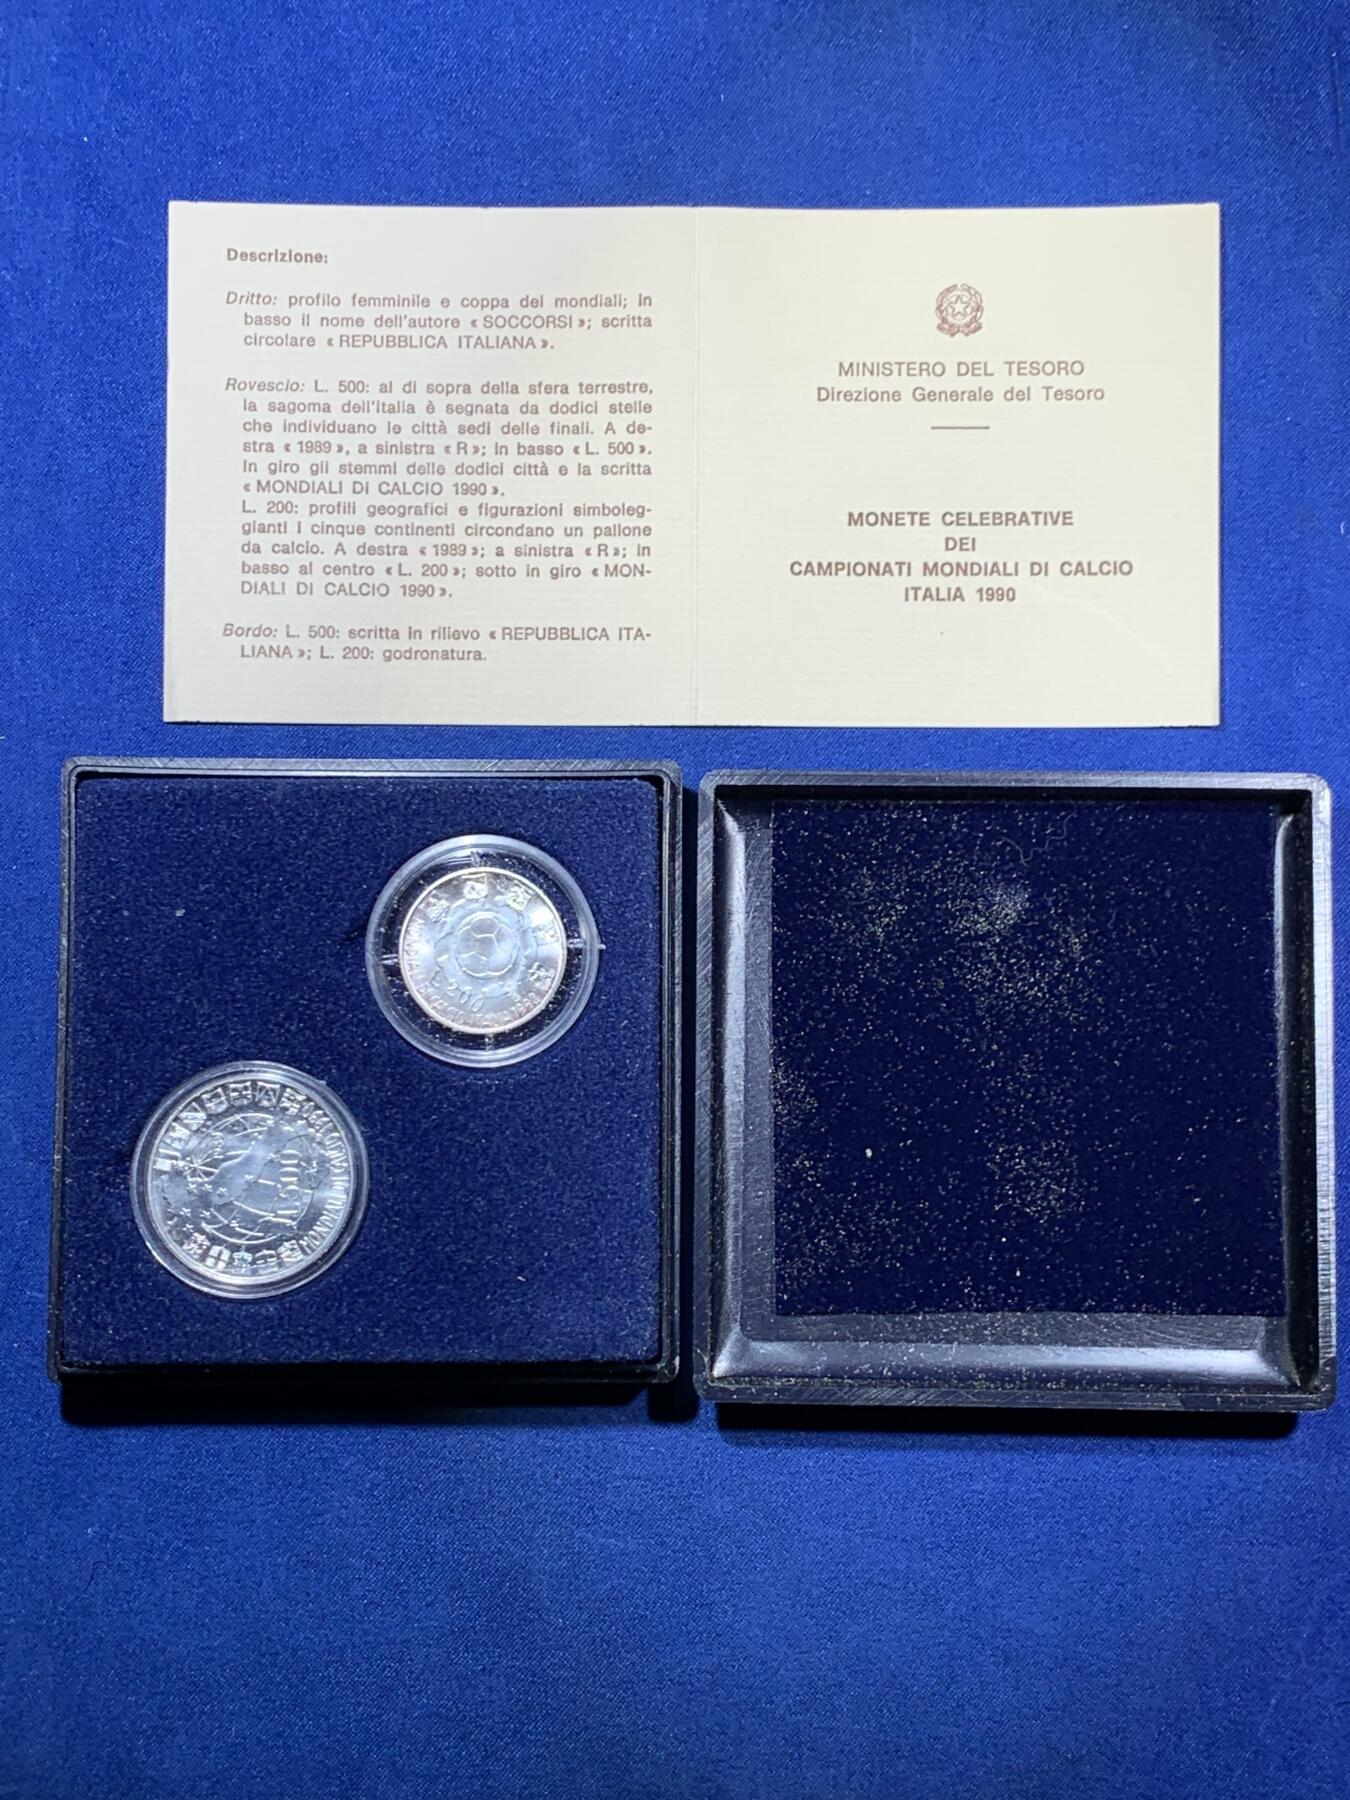 Descrizione:
Dritto: profilo femminile e coppa dei mondiali; in
basso il nome dell'autore « SOCCORSI »; scritta
circolare « REPUBBLICA ITALIANA ».
Rovescio: L. 500: al di sopra della sfera terrestre,
la sagoma dell'Italia è segnata da dodici stelle
che individuano le città sedi delle finali. A de-
stra « 1989 », a sinistra « R »; in basso « L. 500 ».
In giro gli stemmi delle dodici città e la scritta
« MONDIALI DI CALCIO 1990 ».
L. 200: profili geografici e figurazioni simboleg-
gianti i cinque continenti circondano un pallone
da calcio. A destra « 1989 »; a sinistra « R »; in
basso al centro « L. 200 »; sotto in giro « MON-
DIALI DI CALCIO 1990 ».
Bordo: L. 500: scritta in rilievo « REPUBBLICA ITA-
LIANA »; L. 200: godronatura.
MINISTERO DEL TESORO
Direzione Generale del Tesoro
MONETE CELEBRATIVE
DEI
CAMPIONATI MONDIALI DI CALCIO
ITALIA 1990
L. 200
L. 500
MONDIALI DI CALCIO 1990